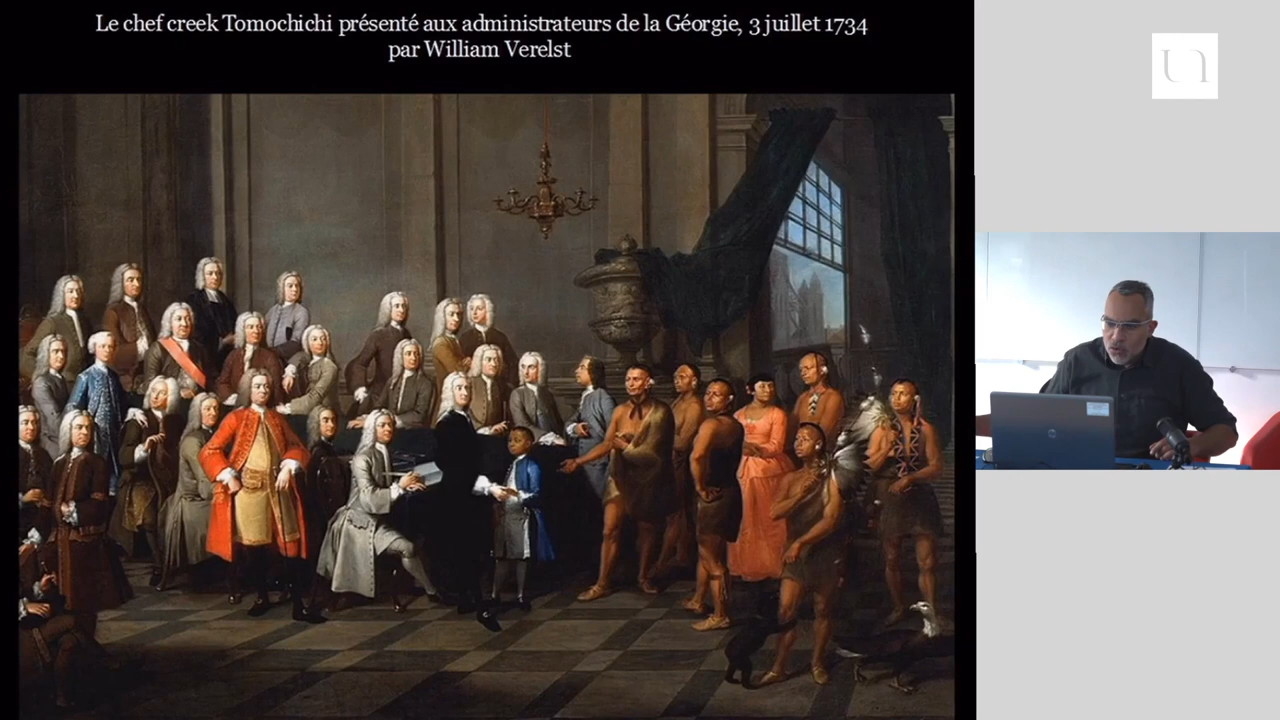 Le chef creek Tomochichi présenté aux administrateurs de la Géorgie, 3 juillet 1734
par William Verelst